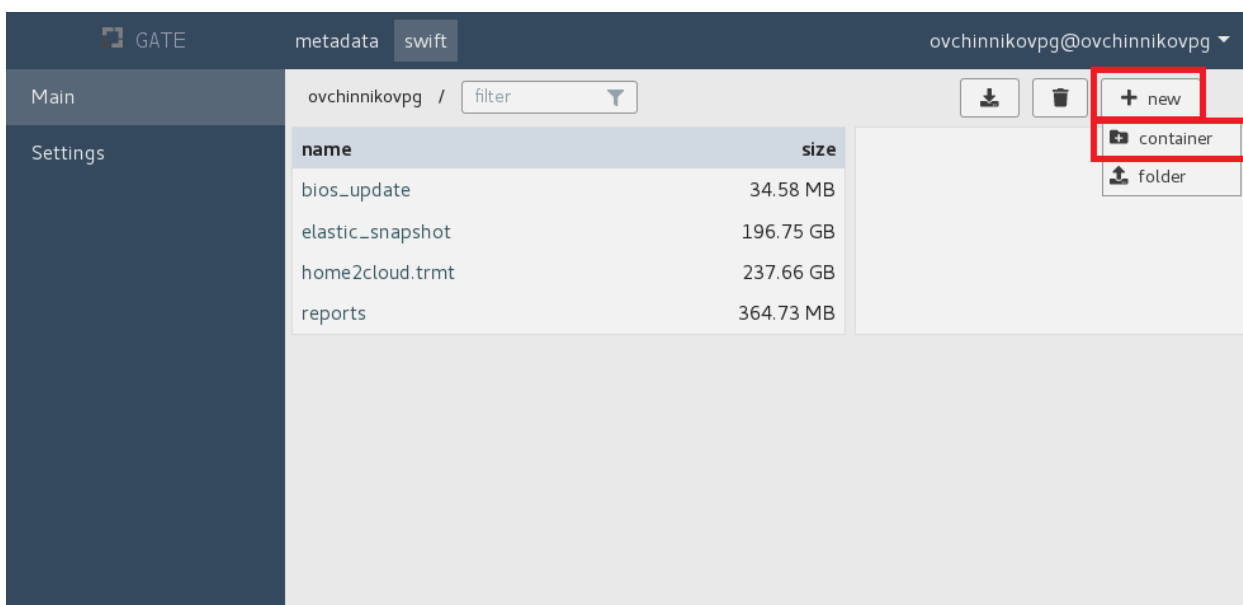 GATE metadata swift ovchinnikovpg@ovchinnikovpg
Main
Settings
ovchinnikovpg / filter + new
container
folder
name size
bios_update 34.58 MB
elastic_snapshot 196.75 GB
home2cloud.trmt 237.66 GB
reports 364.73 MB